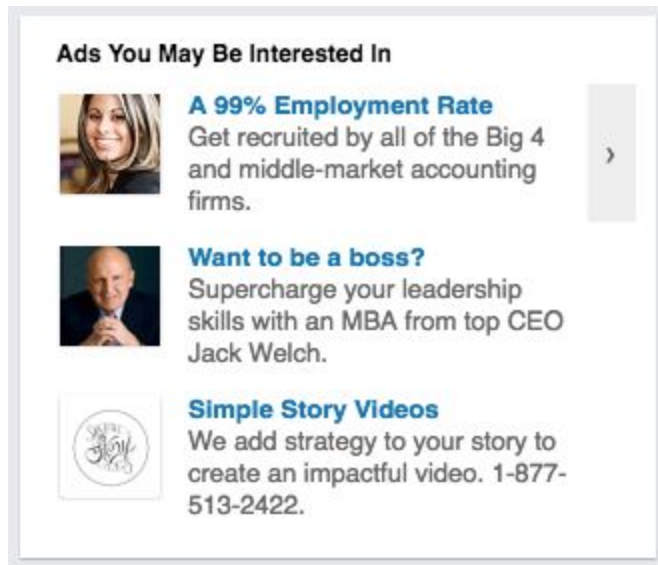 Ads You May Be Interested In
A 99% Employment Rate
Get recruited by all of the Big 4
and middle-market accounting
firms.
›
Want to be a boss?
Supercharge your leadership
skills with an MBA from top CEO
Jack Welch.
Story
Simple Story Videos
We add strategy to your story to
create an impactful video. 1-877-
513-2422.